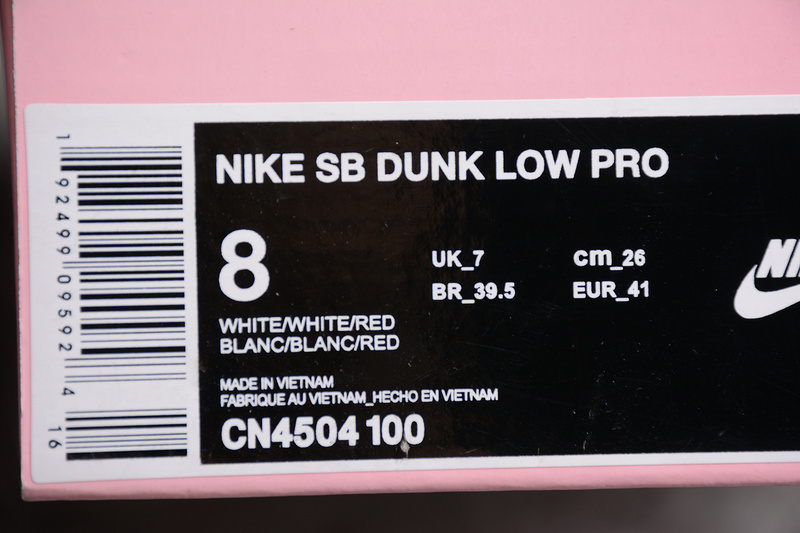 NIKE SB DUNK LOW PRO
8
UK_7
cm_26
BR_39.5
EUR_41
WHITE/WHITE/RED
BLANC/BLANC/RED
MADE IN VIETNAM
FABRIQUE AU VIETNAM_HECHO EN VIETNAM
CN4504 100
1 92499 09592 4
16